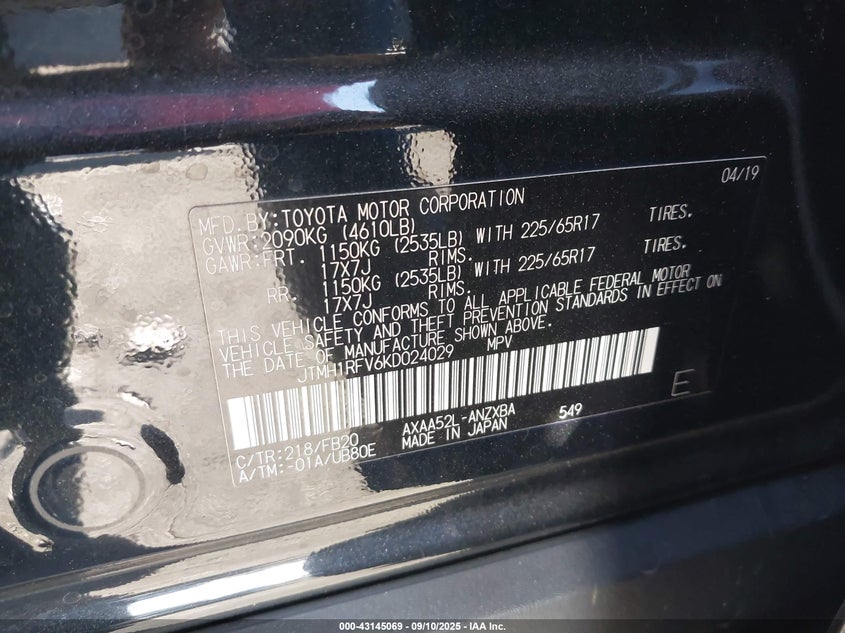 04/19
MFD.BY:TOYOTA MOTOR CORPORATION
GVWR:2090KG (4610LB)
GAWR:FRT. 1150KG (2535LB) WITH 225/65R17 TIRES.
17X7J RIMS.
RR. 1150KG (2535LB) WITH 225/65R17 TIRES.
17X7J RIMS.
THIS VEHICLE CONFORMS TO ALL APPLICABLE FEDERAL MOTOR
VEHICLE SAFETY AND THEFT PREVENTION STANDARDS IN EFFECT ON
THE DATE OF MANUFACTURE SHOWN ABOVE.
JTMH1RFV6KD024029 MPV
E
C/TR:218/FB20 AXAA52L-ANZXBA 549
A/TM:-01A/UB80E MADE IN JAPAN
000-43145069 - 09/10/2025 - IAA Inc.